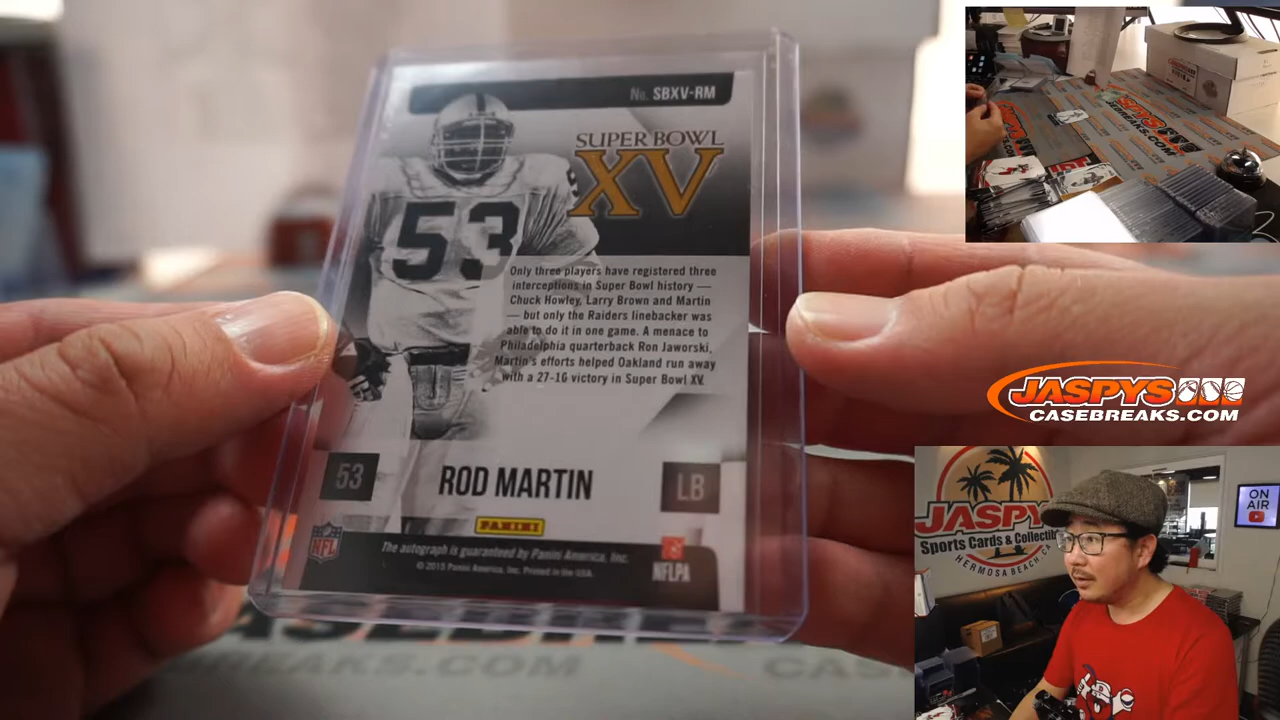 No. SBXV-RM
SUPER BOWL
XV
53
Only three players have registered three
interceptions in Super Bowl history —
Chuck Howley, Larry Brown and Martin
— but only the Raiders linebacker was
able to do it in one game. A menace to
Philadelphia quarterback Ron Jaworski,
Martin's efforts helped Oakland run away
with a 27-10 victory in Super Bowl XV.
53
ROD MARTIN
LB
PANINI
NFL
The autograph is guaranteed by Panini America, Inc.
© 2015 Panini America, Inc. Printed in the USA.
NFLPA
JASPYS
CASEBREAKS.COM
JASPY
Sports Cards & Collectib
HERMOSA BEACH, CA
ON
AIR